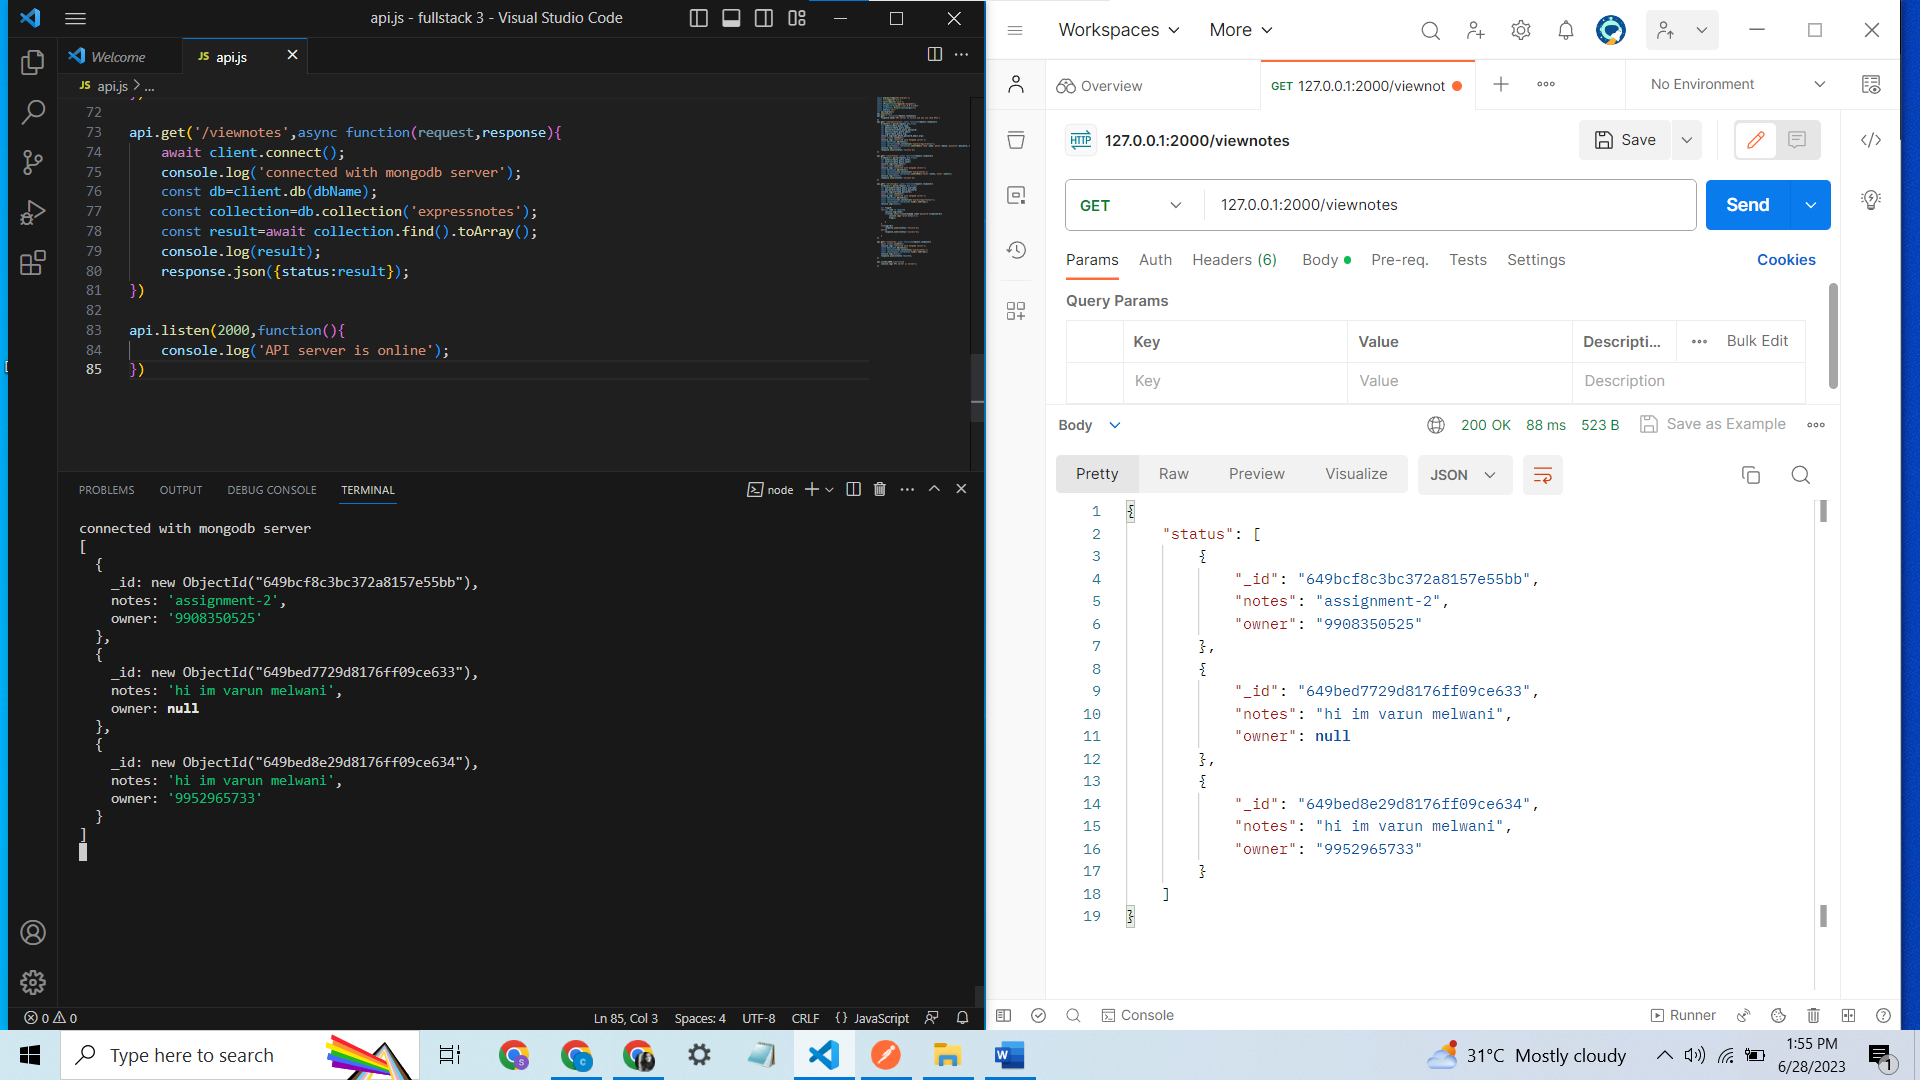 api.js - fullstack 3 - Visual Studio Code
Welcome
JS api.js
JS api.js > ...
72
73 api.get('/viewnotes',async function(request,response){
74 await client.connect();
75 console.log('connected with mongodb server');
76 const db=client.db(dbName);
77 const collection=db.collection('expressnotes');
78 const result=await collection.find().toArray();
79 console.log(result);
80 response.json({status:result});
81 })
82
83 api.listen(2000,function(){
84 console.log('API server is online');
85 })
PROBLEMS OUTPUT DEBUG CONSOLE TERMINAL
node
connected with mongodb server
[
{
_id: new ObjectId("649bcf8c3bc372a8157e55bb"),
notes: 'assignment-2',
owner: '9908350525'
},
{
_id: new ObjectId("649bed7729d8176ff09ce633"),
notes: 'hi im varun melwani',
owner: null
},
{
_id: new ObjectId("649bed8e29d8176ff09ce634"),
notes: 'hi im varun melwani',
owner: '9952965733'
}
]
0 0
Ln 85, Col 3 Spaces: 4 UTF-8 CRLF {} JavaScript
Workspaces More
Overview
GET 127.0.0.1:2000/viewnot
No Environment
HTTP 127.0.0.1:2000/viewnotes
Save
GET 127.0.0.1:2000/viewnotes
Send
Params Auth Headers (6) Body Pre-req. Tests Settings
Cookies
Query Params
Key Value Descripti... Bulk Edit
Key Value Description
Body
200 OK 88 ms 523 B Save as Example
Pretty Raw Preview Visualize JSON
1 {
2 "status": [
3 {
4 "_id": "649bcf8c3bc372a8157e55bb",
5 "notes": "assignment-2",
6 "owner": "9908350525"
7 },
8 {
9 "_id": "649bed7729d8176ff09ce633",
10 "notes": "hi im varun melwani",
11 "owner": null
12 },
13 {
14 "_id": "649bed8e29d8176ff09ce634",
15 "notes": "hi im varun melwani",
16 "owner": "9952965733"
17 }
18 ]
19 }
Console
Runner
Type here to search
31°C Mostly cloudy
1:55 PM
6/28/2023
1